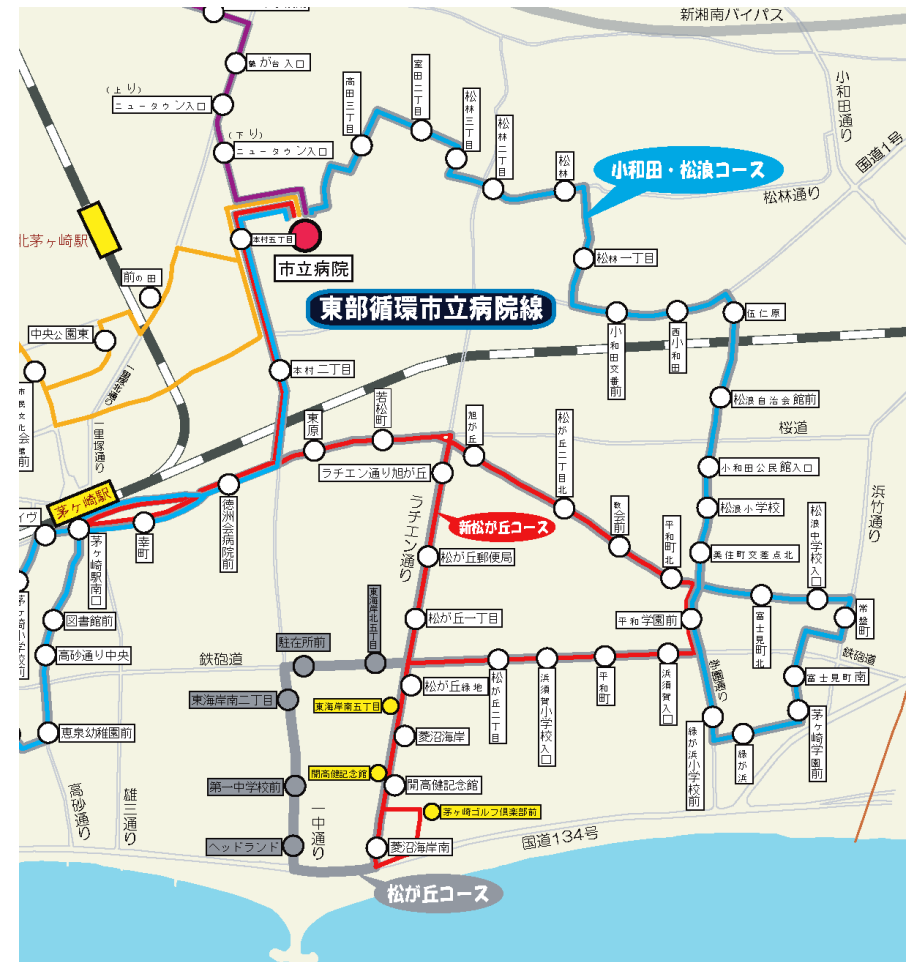 新湘南バイパス
鶴が台入口
(上り)
ニュータウン入口
(下り)
ニュータウン入口
高田三丁目
室田二丁目
松林三丁目
松林二丁目
松林
小和田通り
国道1号
小和田・松浪コース
松林通り
北茅ヶ崎駅
本村五丁目
市立病院
前の田
松林一丁目
東部循環市立病院線
中央公園東
小和田交番前
西小和田
伍仁原
本村二丁目
一里塚北通り
一里塚通り
東原
若松町
旭が丘
松が丘二丁目北
松浪自治会館前
桜道
ラチエン通り旭が丘
小和田公民館入口
浜竹通り
茅ヶ崎駅
徳洲会病院前
ラチエン通り
新松が丘コース
教会前
平和町北
松浪小学校
松浪中学校入口
イヴ
茅ヶ崎駅南口
幸町
松が丘郵便局
美住町交差点北
茅ヶ崎小学校前
図書館前
東海岸北五丁目
松が丘一丁目
平和学園前
富士見町北
常盤町
高砂通り中央
鉄砲道
駐在所前
鉄砲道
東海岸南二丁目
東海岸南五丁目
松が丘緑地
松が丘二丁目
浜須賀小学校入口
平和町
浜須賀入口
富士見町南
恵泉幼稚園前
菱沼海岸
緑が浜小学校前
緑が浜
茅ヶ崎学園前
高砂通り
雄三通り
第一中学校前
一中通り
開高健記念館
開高健記念館
茅ヶ崎ゴルフ倶楽部前
ヘッドランド
菱沼海岸南
国道134号
松が丘コース